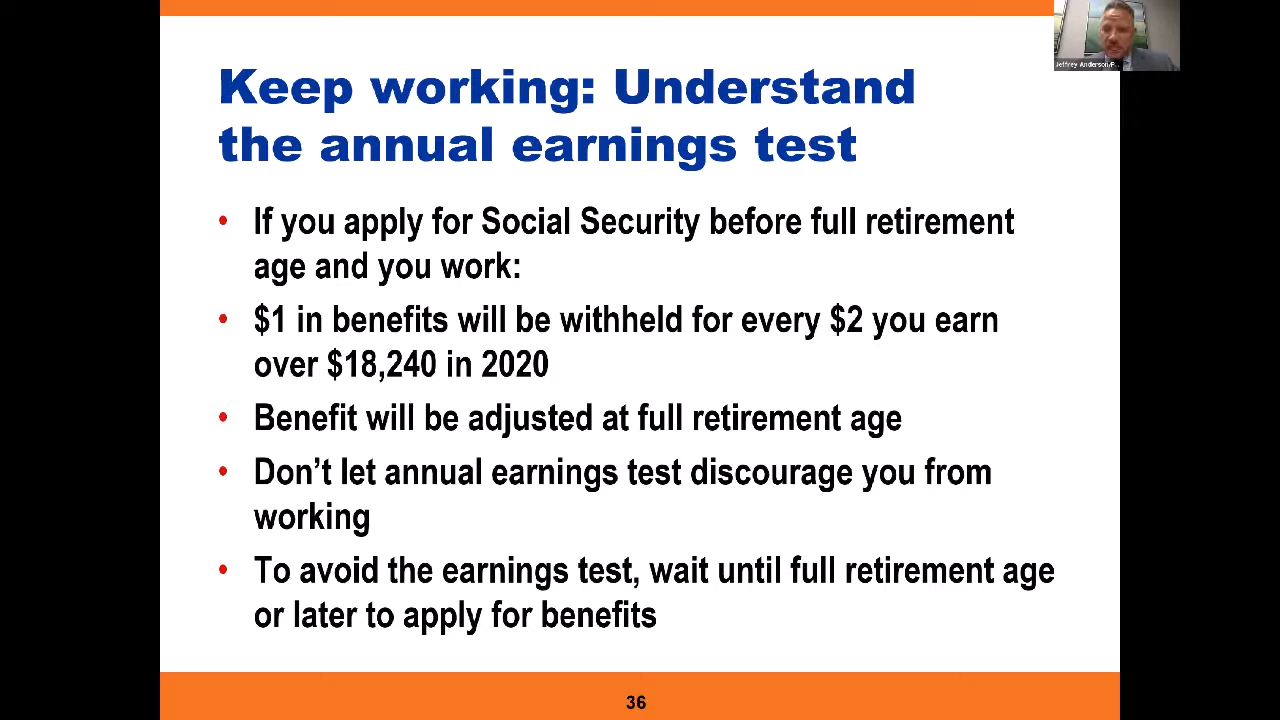 Jeffrey Anderson/F...
Keep working: Understand
the annual earnings test
• If you apply for Social Security before full retirement
age and you work:
• $1 in benefits will be withheld for every $2 you earn
over $18,240 in 2020
• Benefit will be adjusted at full retirement age
• Don’t let annual earnings test discourage you from
working
• To avoid the earnings test, wait until full retirement age
or later to apply for benefits
36